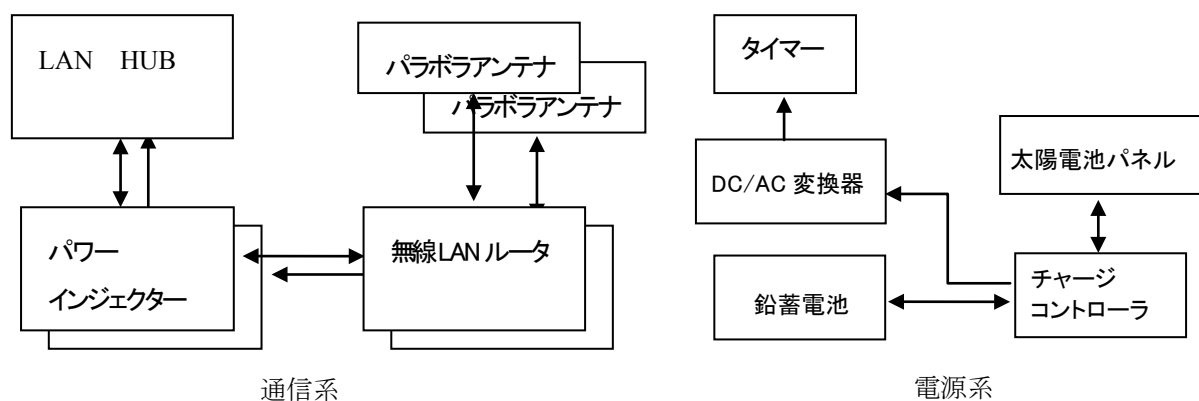 LAN HUB
パラボラアンテナ
パラボラアンテナ
パワー
インジェクター
無線LANルータ
通信系
タイマー
DC/AC 変換器
太陽電池パネル
鉛蓄電池
チャージ
コントローラ
電源系